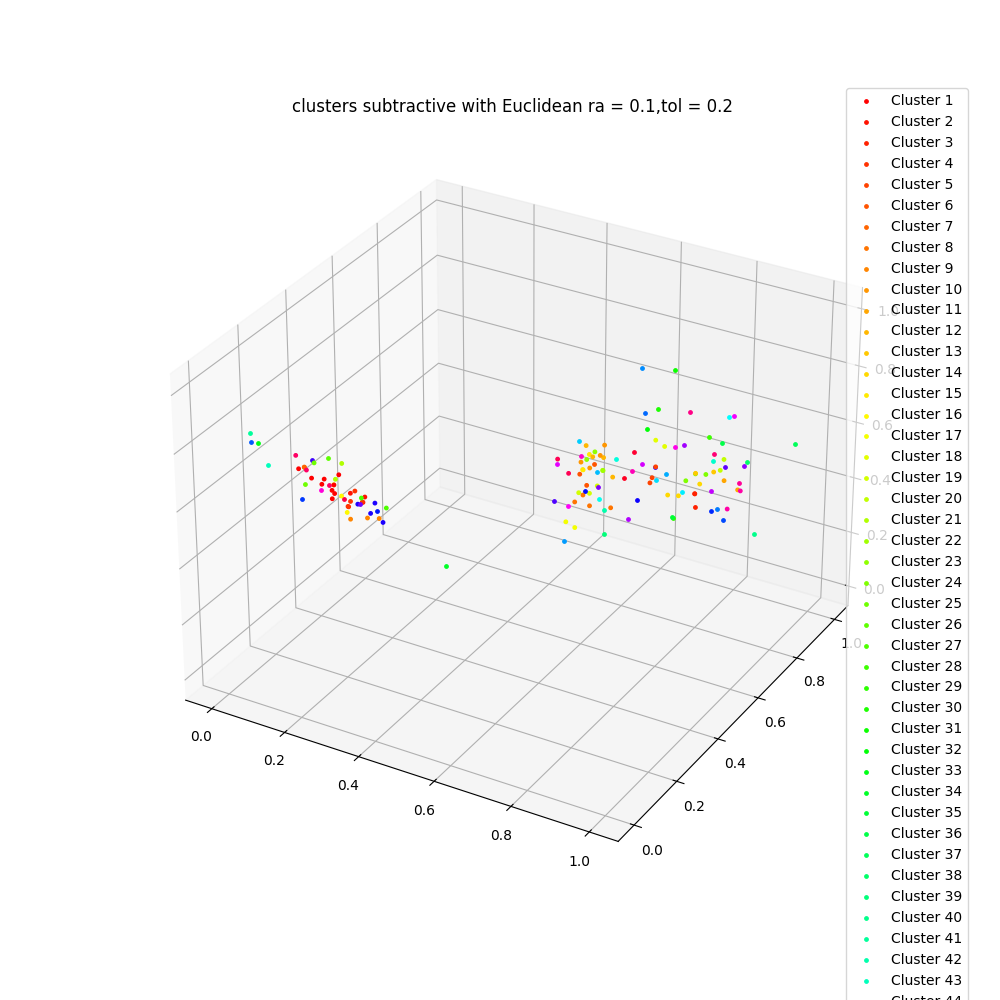 clusters subtractive with Euclidean ra = 0.1,tol = 0.2
Cluster 1
Cluster 2
Cluster 3
Cluster 4
Cluster 5
Cluster 6
Cluster 7
Cluster 8
Cluster 9
Cluster 10
Cluster 11
Cluster 12
Cluster 13
Cluster 14
Cluster 15
Cluster 16
Cluster 17
Cluster 18
Cluster 19
Cluster 20
Cluster 21
Cluster 22
Cluster 23
Cluster 24
Cluster 25
Cluster 26
Cluster 27
Cluster 28
Cluster 29
Cluster 30
Cluster 31
Cluster 32
Cluster 33
Cluster 34
Cluster 35
Cluster 36
Cluster 37
Cluster 38
Cluster 39
Cluster 40
Cluster 41
Cluster 42
Cluster 43
Cluster 44
1.0
0.8
0.6
0.4
0.2
0.0
1.0
0.8
0.6
0.4
0.2
0.0
0.0
0.2
0.4
0.6
0.8
1.0